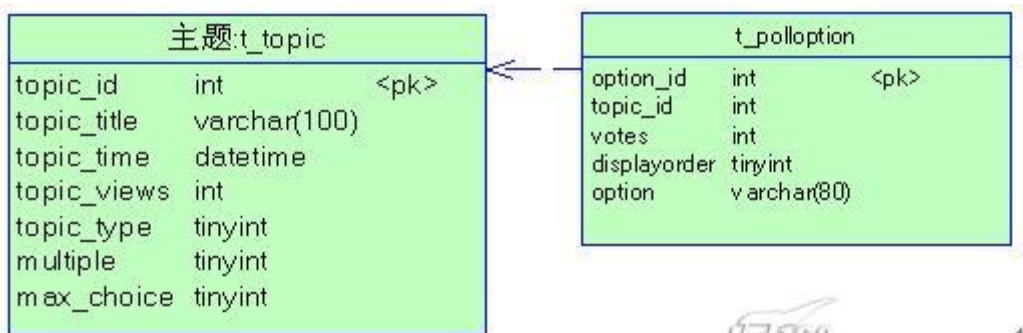 主题:t_topic
topic_id int <pk>
topic_title varchar(100)
topic_time datetime
topic_views int
topic_type tinyint
multiple tinyint
max_choice tinyint
t_polloption
option_id int <pk>
topic_id int
votes int
displayorder tinyint
option varchar(80)